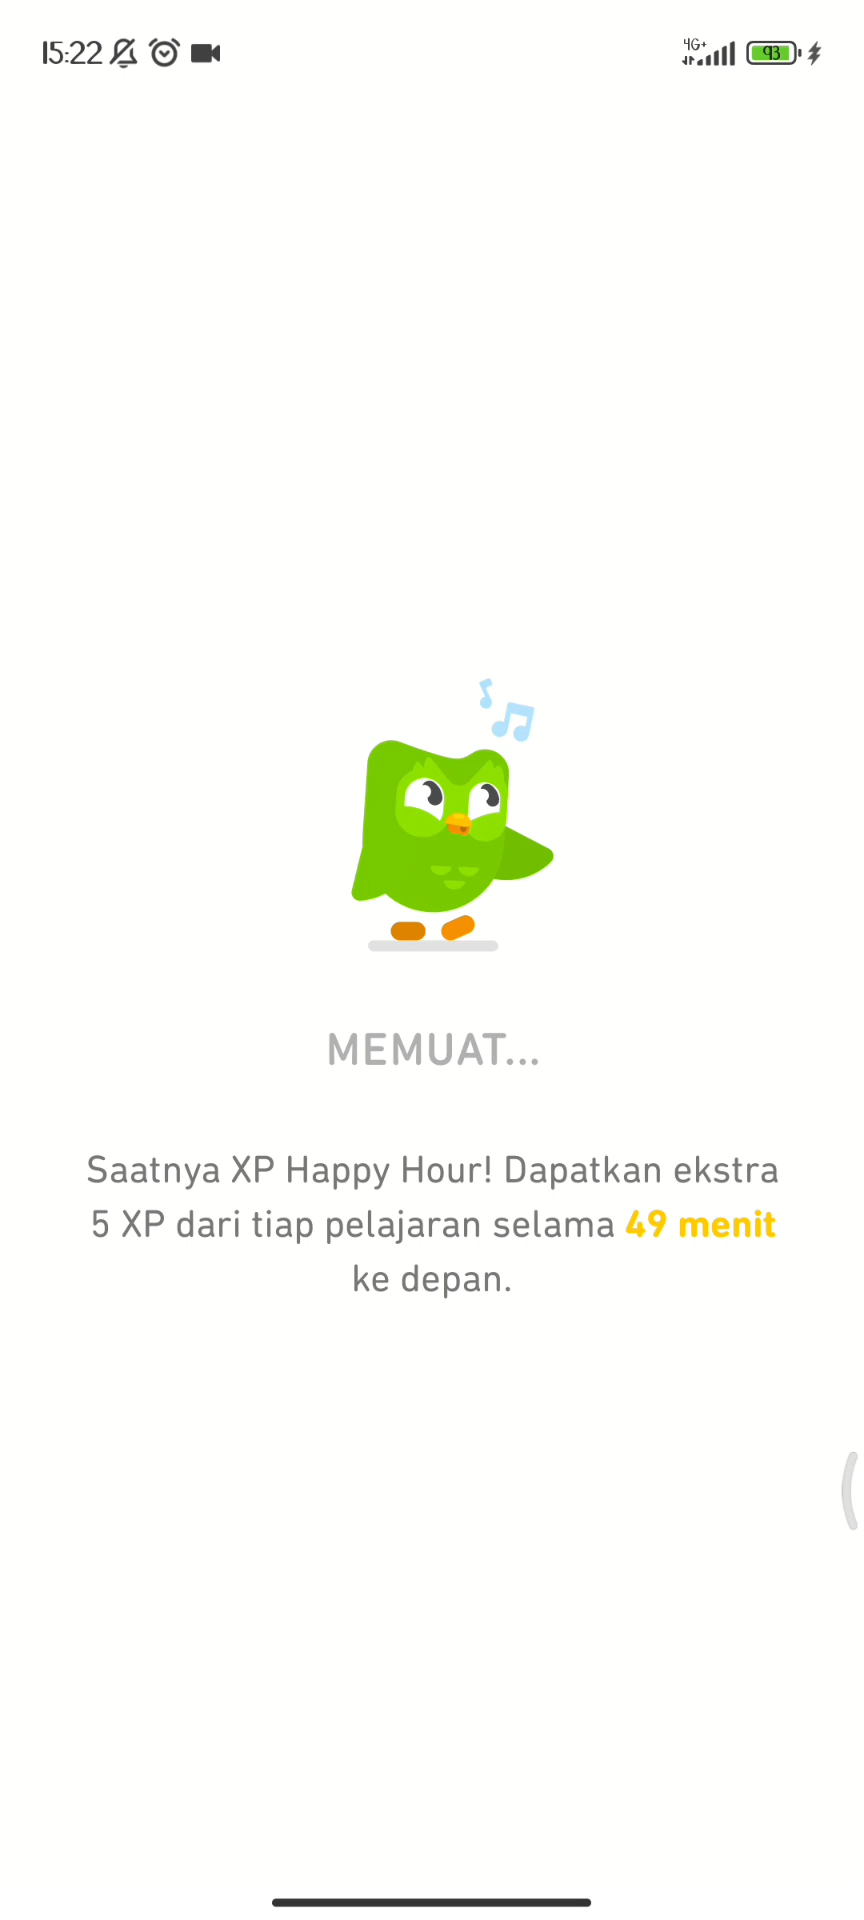 15:22
4G+
93
MEMUAT...
Saatnya XP Happy Hour! Dapatkan ekstra
5 XP dari tiap pelajaran selama 49 menit
ke depan.